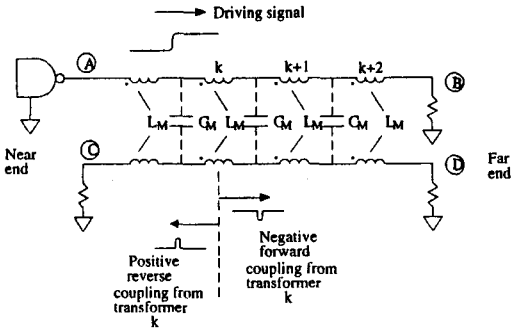 Driving signal
A
k
k+1
k+2
B
L_M
C_M
L_M
C_M
L_M
C_M
L_M
Near
end
C
D
Far
end
Positive
reverse
coupling from
transformer
k
Negative
forward
coupling from
transformer
k